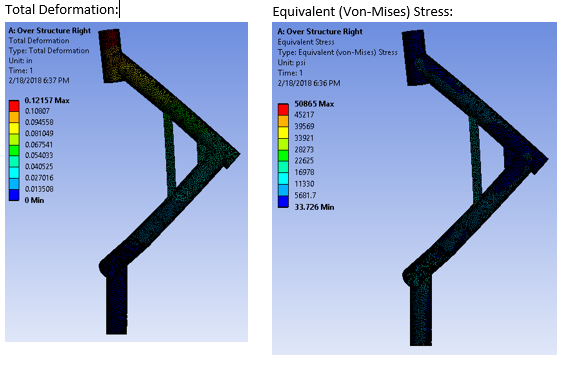 Total Deformation:
A: Over Structure Right
Total Deformation
Type: Total Deformation
Unit: in
Time: 1
2/18/2018 6:37 PM
0.12157 Max
0.10807
0.094558
0.081049
0.067541
0.054033
0.040525
0.027016
0.013508
0 Min
Equivalent (Von-Mises) Stress:
A: Over Structure Right
Equivalent Stress
Type: Equivalent (von-Mises) Stress
Unit: psi
Time: 1
2/18/2018 6:36 PM
50865 Max
45217
39569
33921
28273
22625
16978
11330
5681.7
33.726 Min